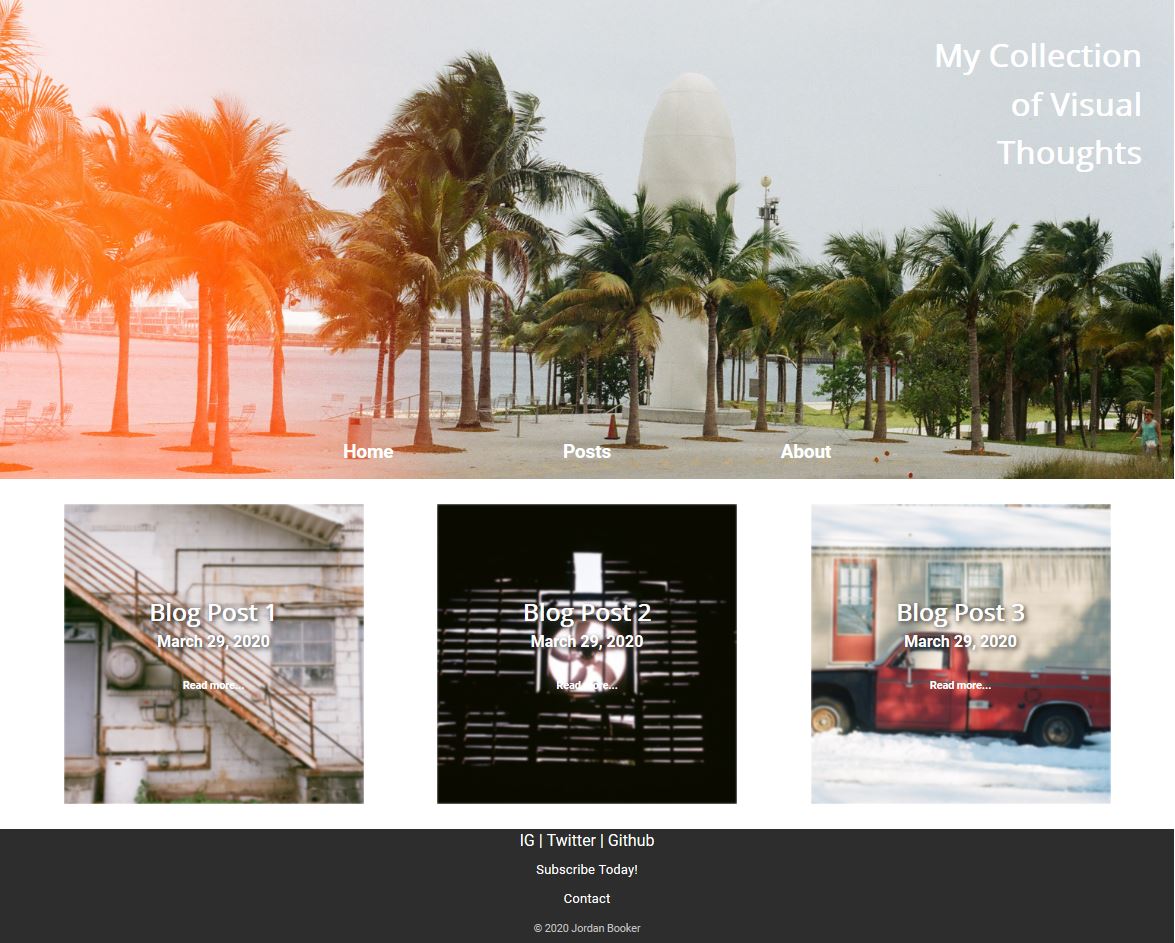 My Collection
of Visual
Thoughts
Home Posts About
Blog Post 1
March 29, 2020
Read more...
Blog Post 2
March 29, 2020
Read more...
Blog Post 3
March 29, 2020
Read more...
IG | Twitter | Github
Subscribe Today!
Contact
© 2020 Jordan Booker